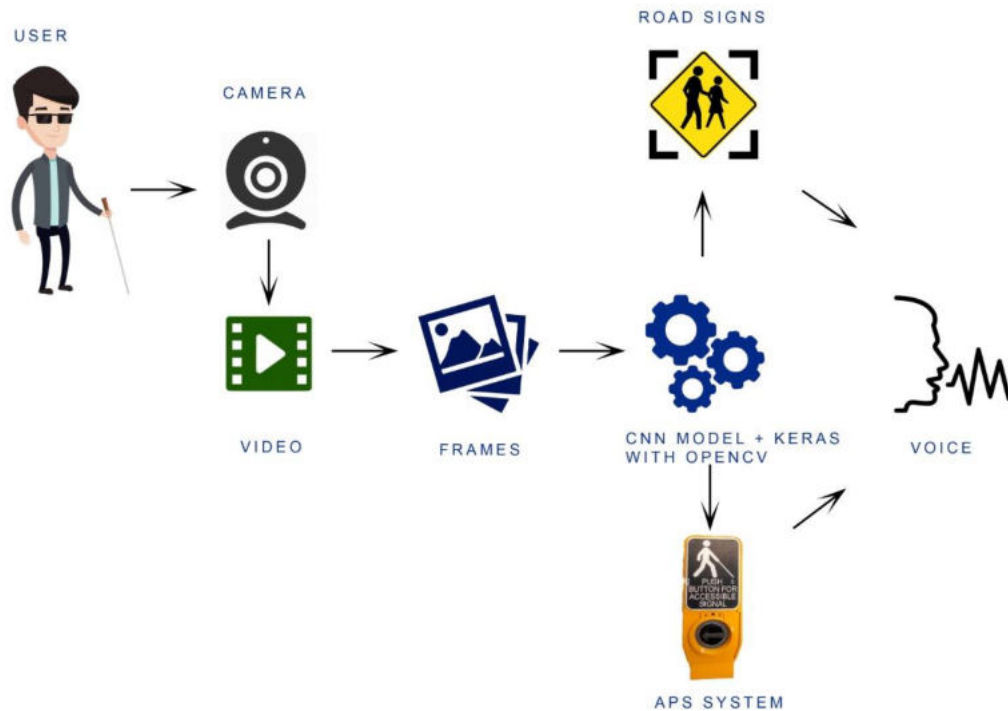 USER
CAMERA
ROAD SIGNS
VIDEO
FRAMES
CNN MODEL + KERAS
WITH OPENCV
VOICE
PUSH
BUTTON FOR
ACCESSIBLE
SIGNAL
APS SYSTEM